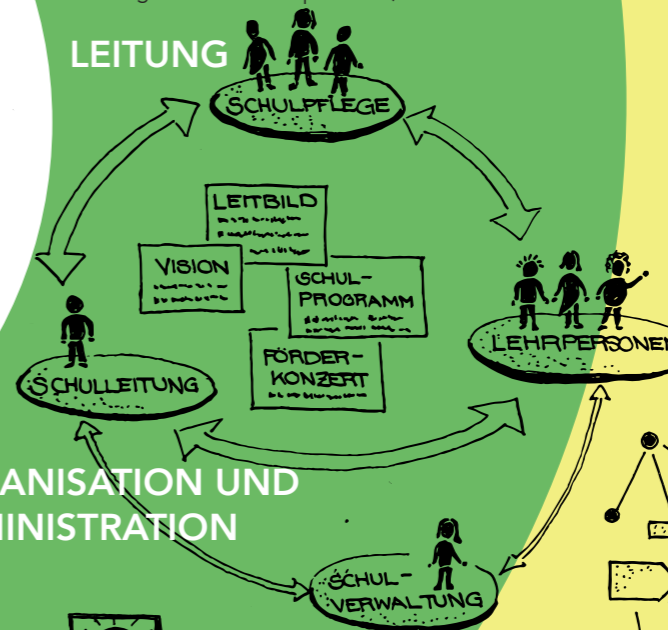 LEITUNG
SCHULPFLEGE
LEITBILD
VISION
SCHUL-
PROGRAMM
FÖRDER-
KONZERT
LEHRPERSONEN
SCHULLEITUNG
ANISATION UND
INISTRATION
SCHUL-
VERWALTUNG